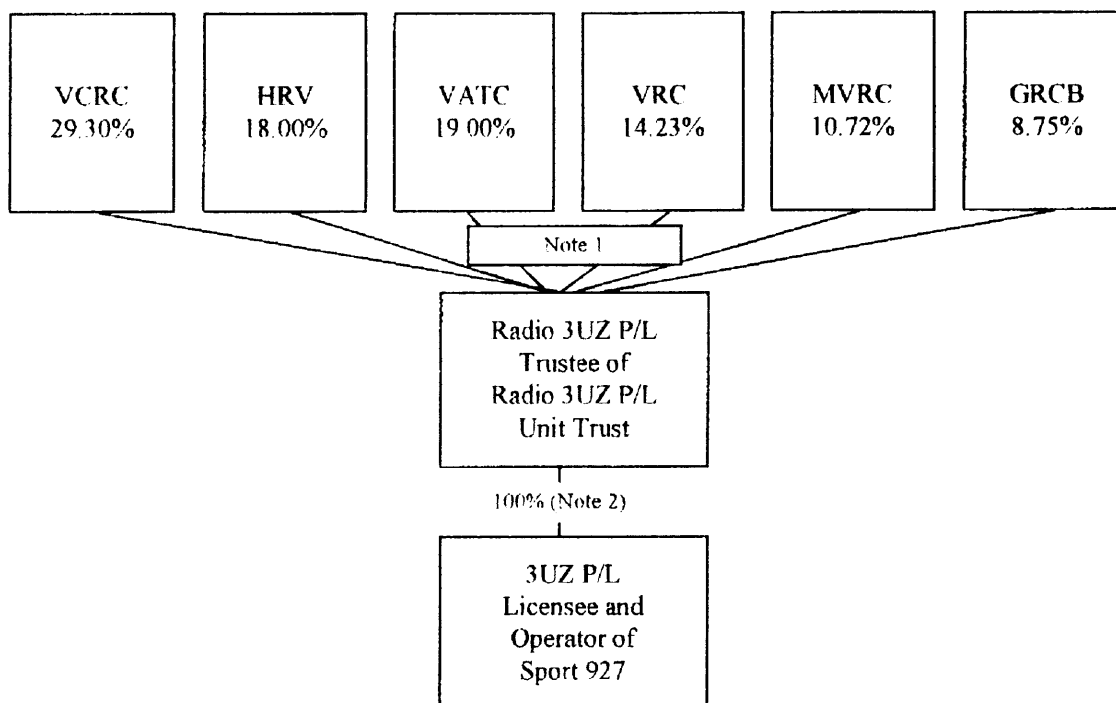 VCRC
29.30%
HRV
18.00%
VATC
19.00%
VRC
14.23%
MVRC
10.72%
GRCB
8.75%
Note 1
Radio 3UZ P/L
Trustee of
Radio 3UZ P/L
Unit Trust
100% (Note 2)
3UZ P/L
Licensee and
Operator of
Sport 927